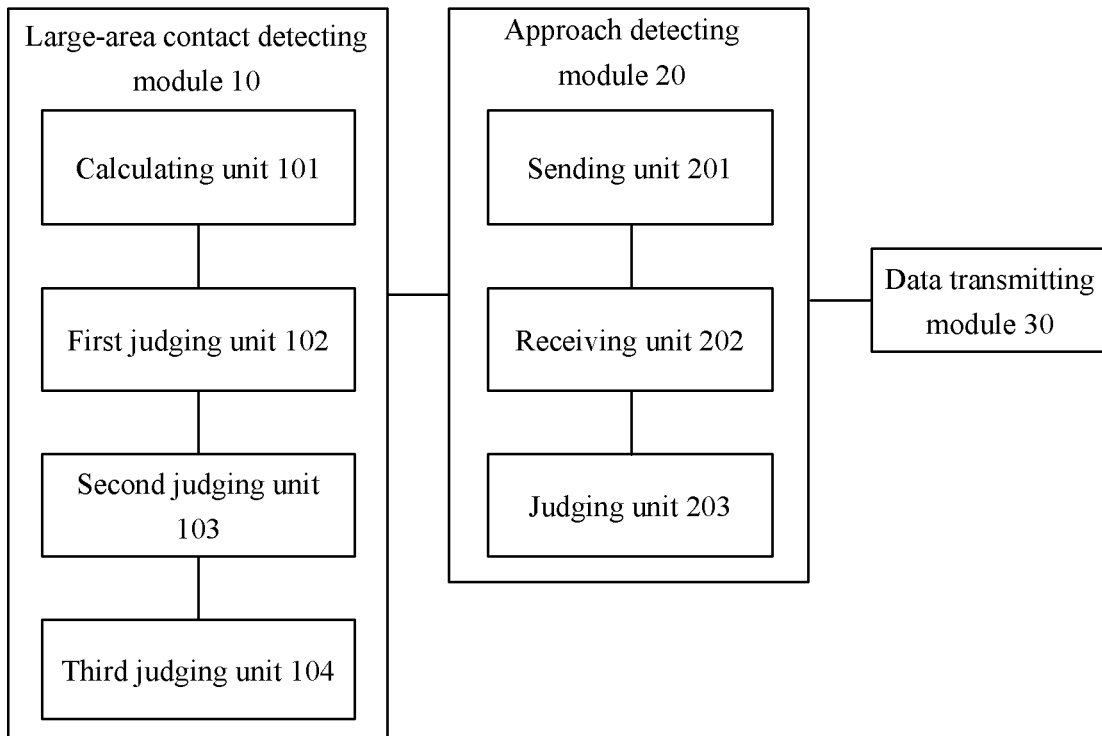 Large-area contact detecting
module 10
Calculating unit 101
First judging unit 102
Second judging unit
103
Third judging unit 104
Approach detecting
module 20
Sending unit 201
Receiving unit 202
Judging unit 203
Data transmitting
module 30